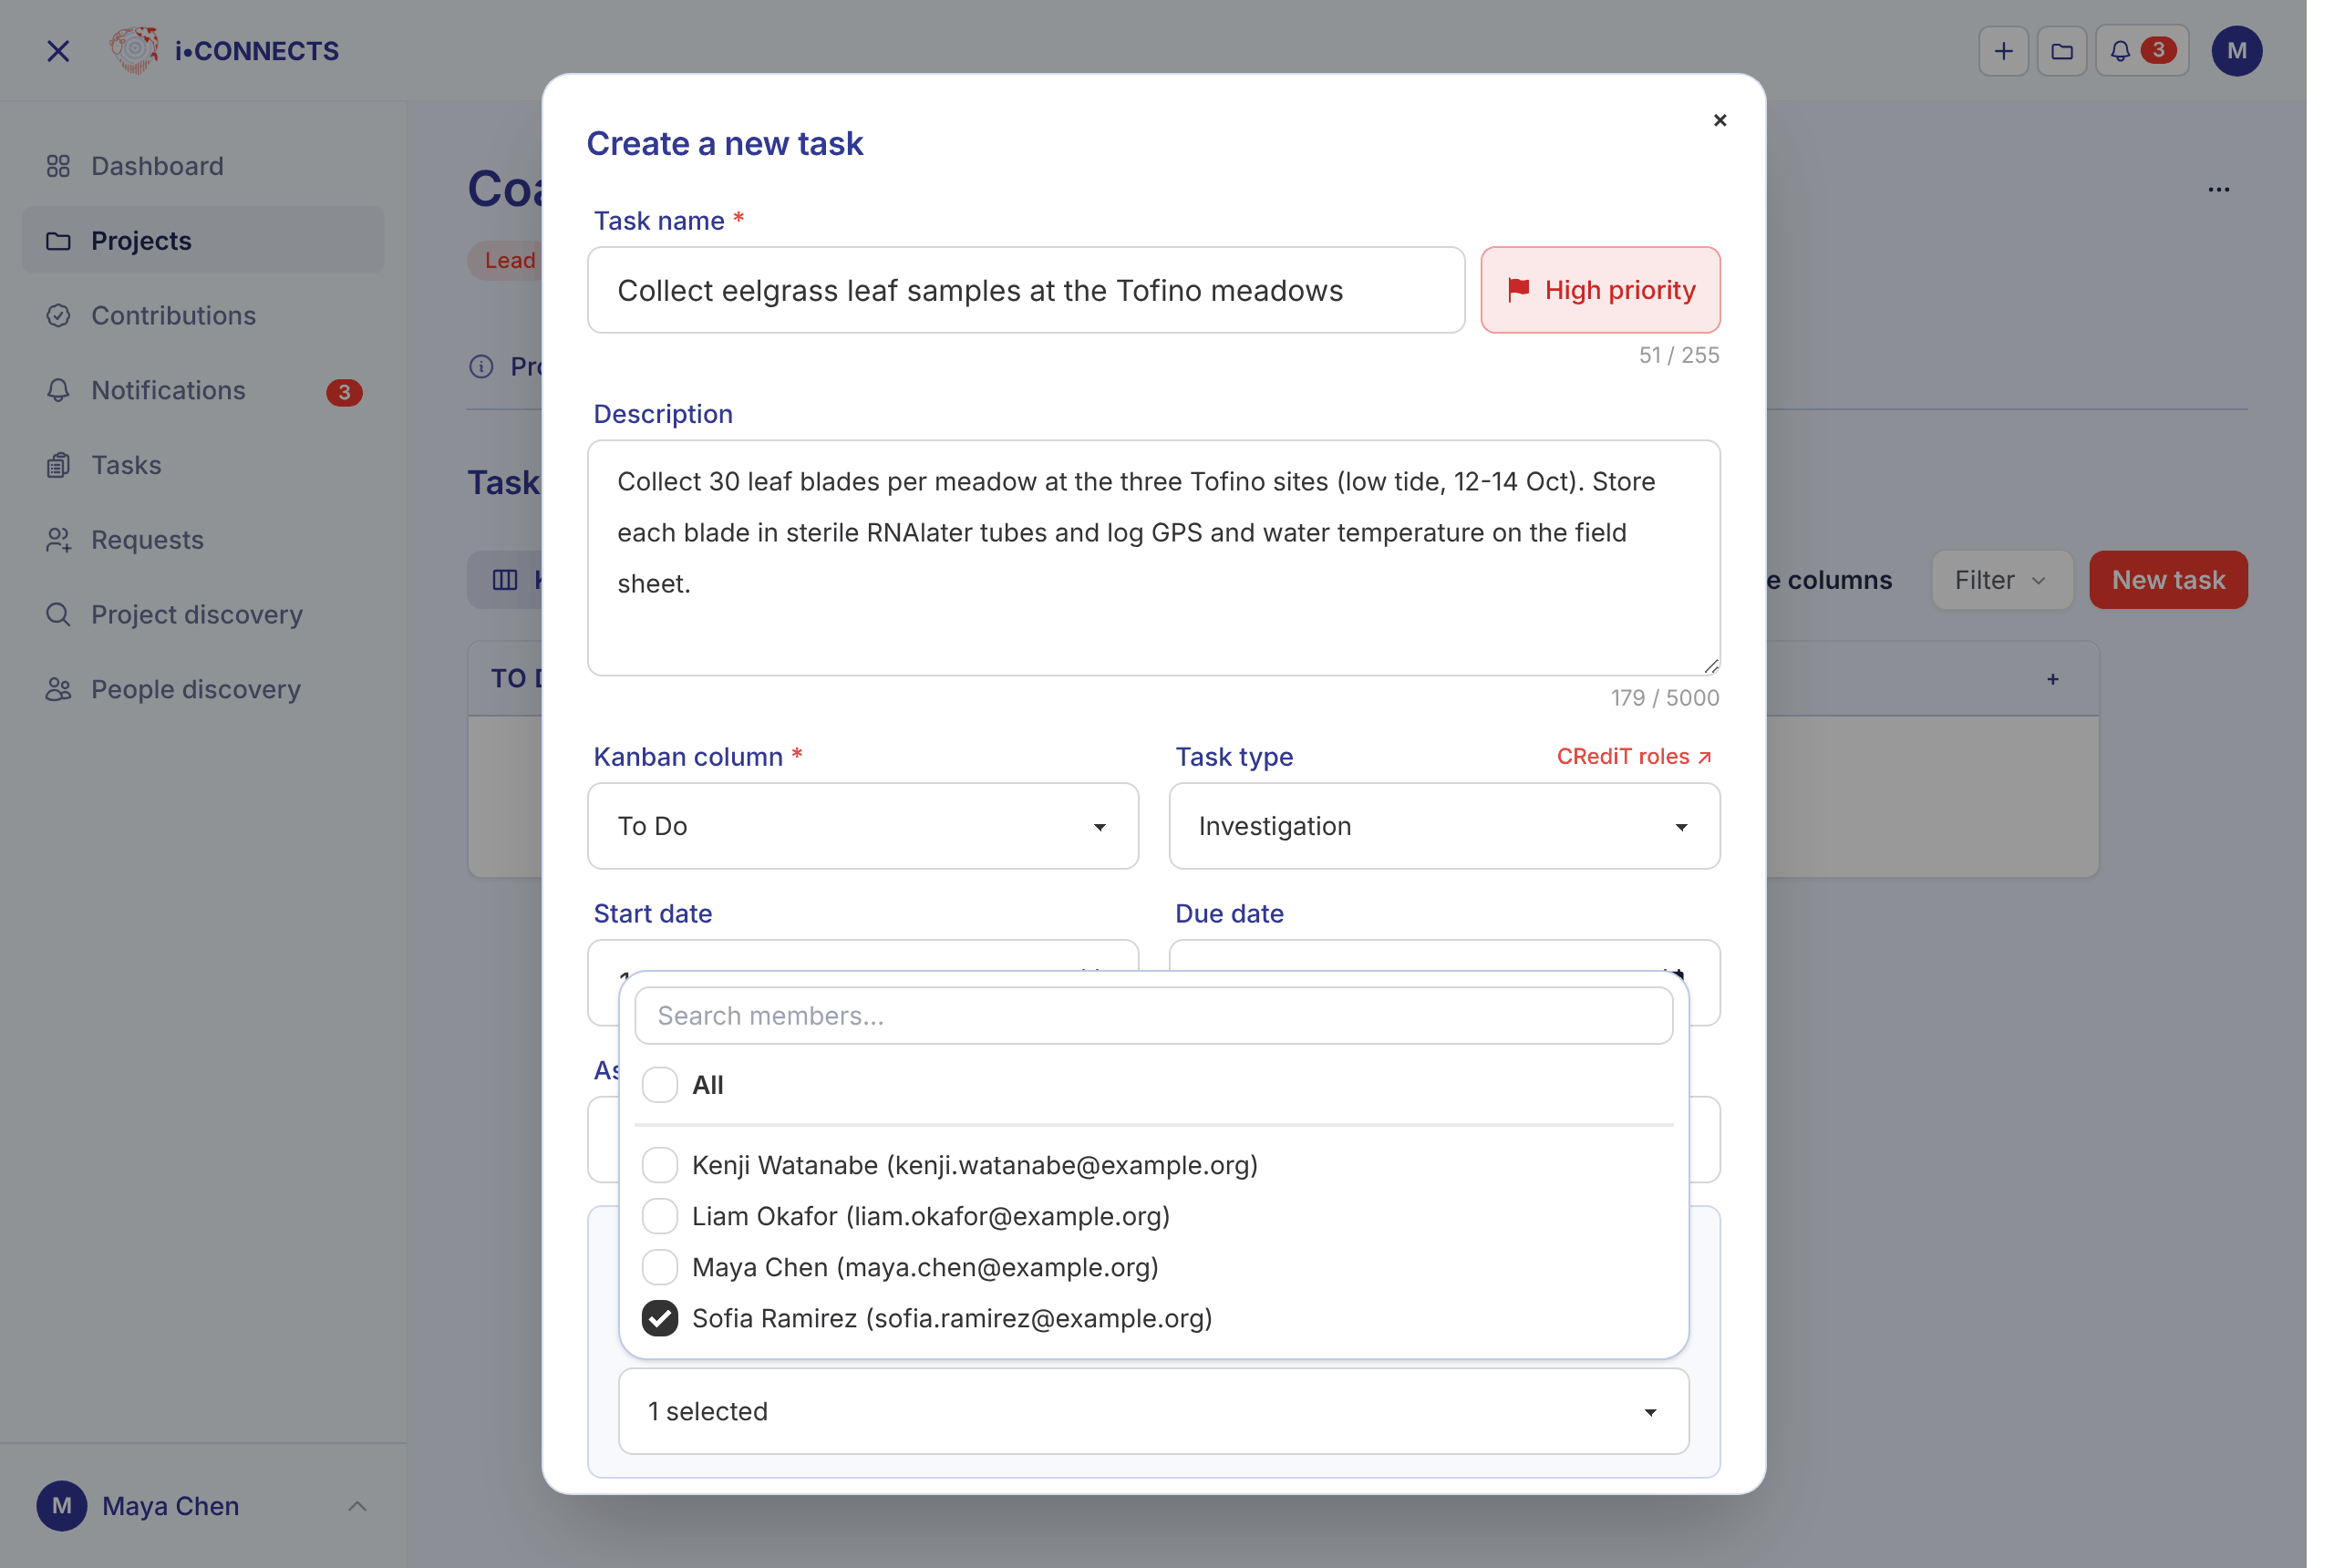 i•CONNECTS
3
M
Dashboard
Projects
Contributions
Notifications
3
Tasks
Requests
Project discovery
People discovery
M
Maya Chen
Lead
Task
e columns
Filter
New task
+
Create a new task
×
Task name *
Collect eelgrass leaf samples at the Tofino meadows
High priority
51 / 255
Description
Collect 30 leaf blades per meadow at the three Tofino sites (low tide, 12-14 Oct). Store
each blade in sterile RNAlater tubes and log GPS and water temperature on the field
sheet.
179 / 5000
Kanban column *
To Do
Task type
CRediT roles ↗
Investigation
Start date
Due date
Search members...
All
Kenji Watanabe (kenji.watanabe@example.org)
Liam Okafor (liam.okafor@example.org)
Maya Chen (maya.chen@example.org)
Sofia Ramirez (sofia.ramirez@example.org)
1 selected